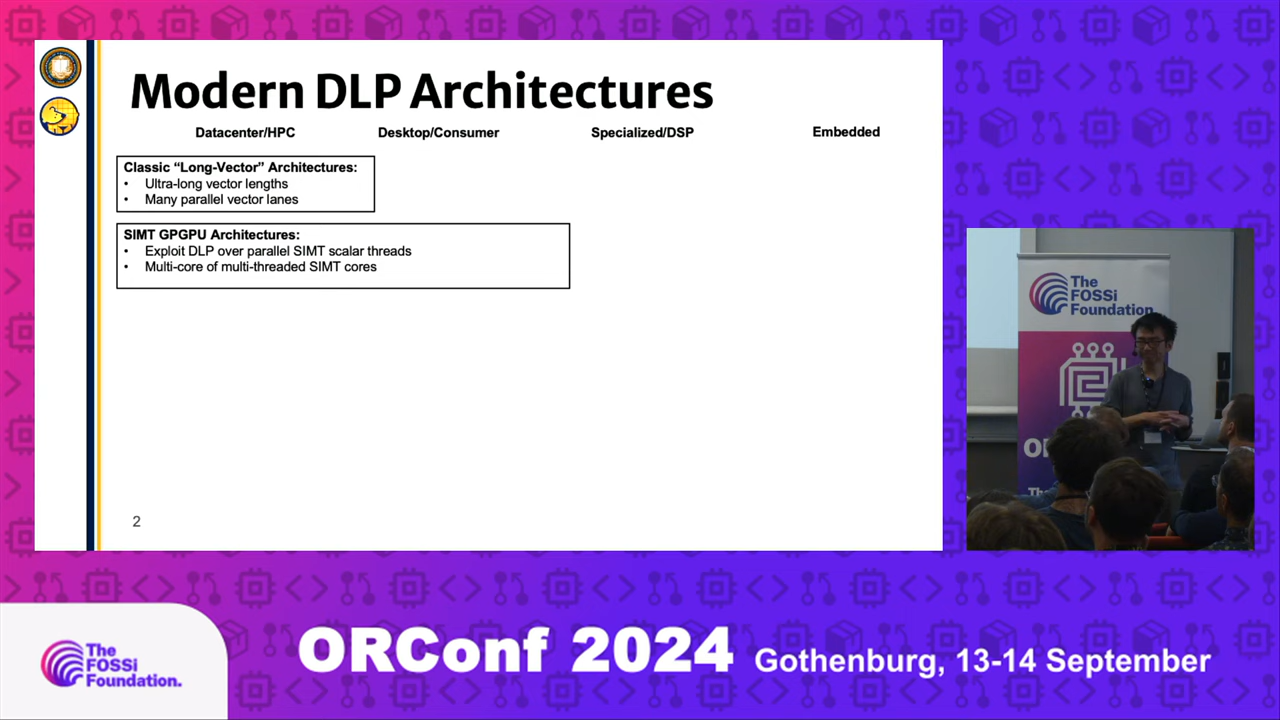 Modern DLP Architectures
Datacenter/HPC Desktop/Consumer Specialized/DSP Embedded
Classic “Long-Vector” Architectures:
• Ultra-long vector lengths
• Many parallel vector lanes
SIMT GPGPU Architectures:
• Exploit DLP over parallel SIMT scalar threads
• Multi-core of multi-threaded SIMT cores
2
The
FOSSi
Foundation
The
FOSSi
Foundation.
ORConf 2024 Gothenburg, 13-14 September